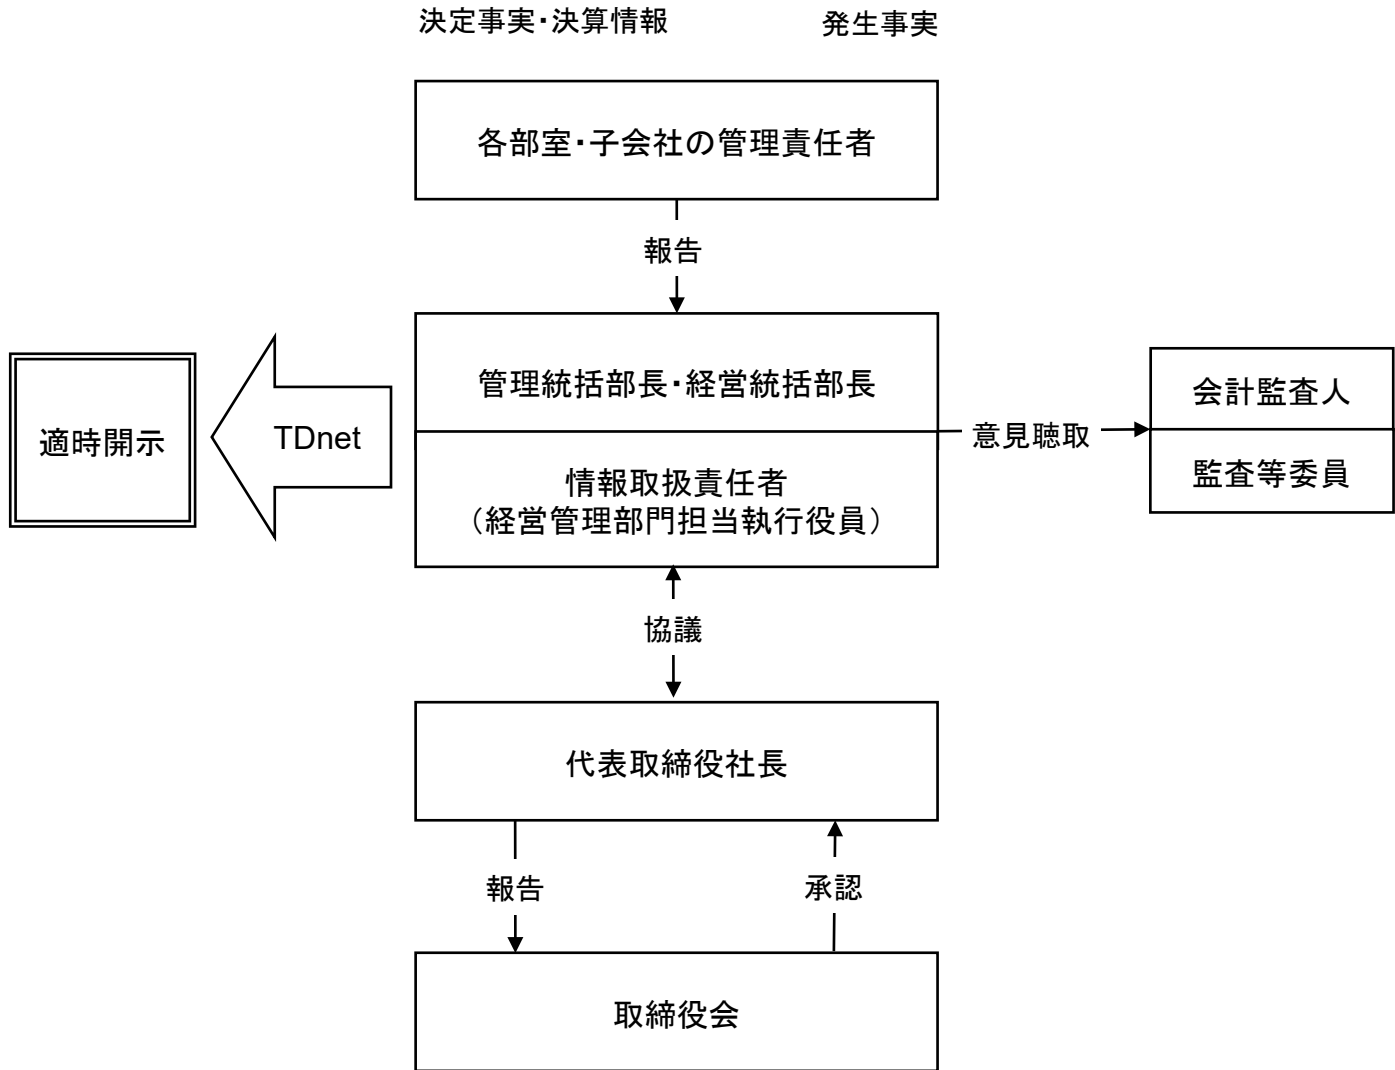 決定事実・決算情報
発生事実
各部室・子会社の管理責任者
報告
管理統括部長・経営統括部長
情報取扱責任者
（経営管理部門担当執行役員）
TDnet
適時開示
意見聴取
会計監査人
監査等委員
協議
代表取締役社長
報告
承認
取締役会